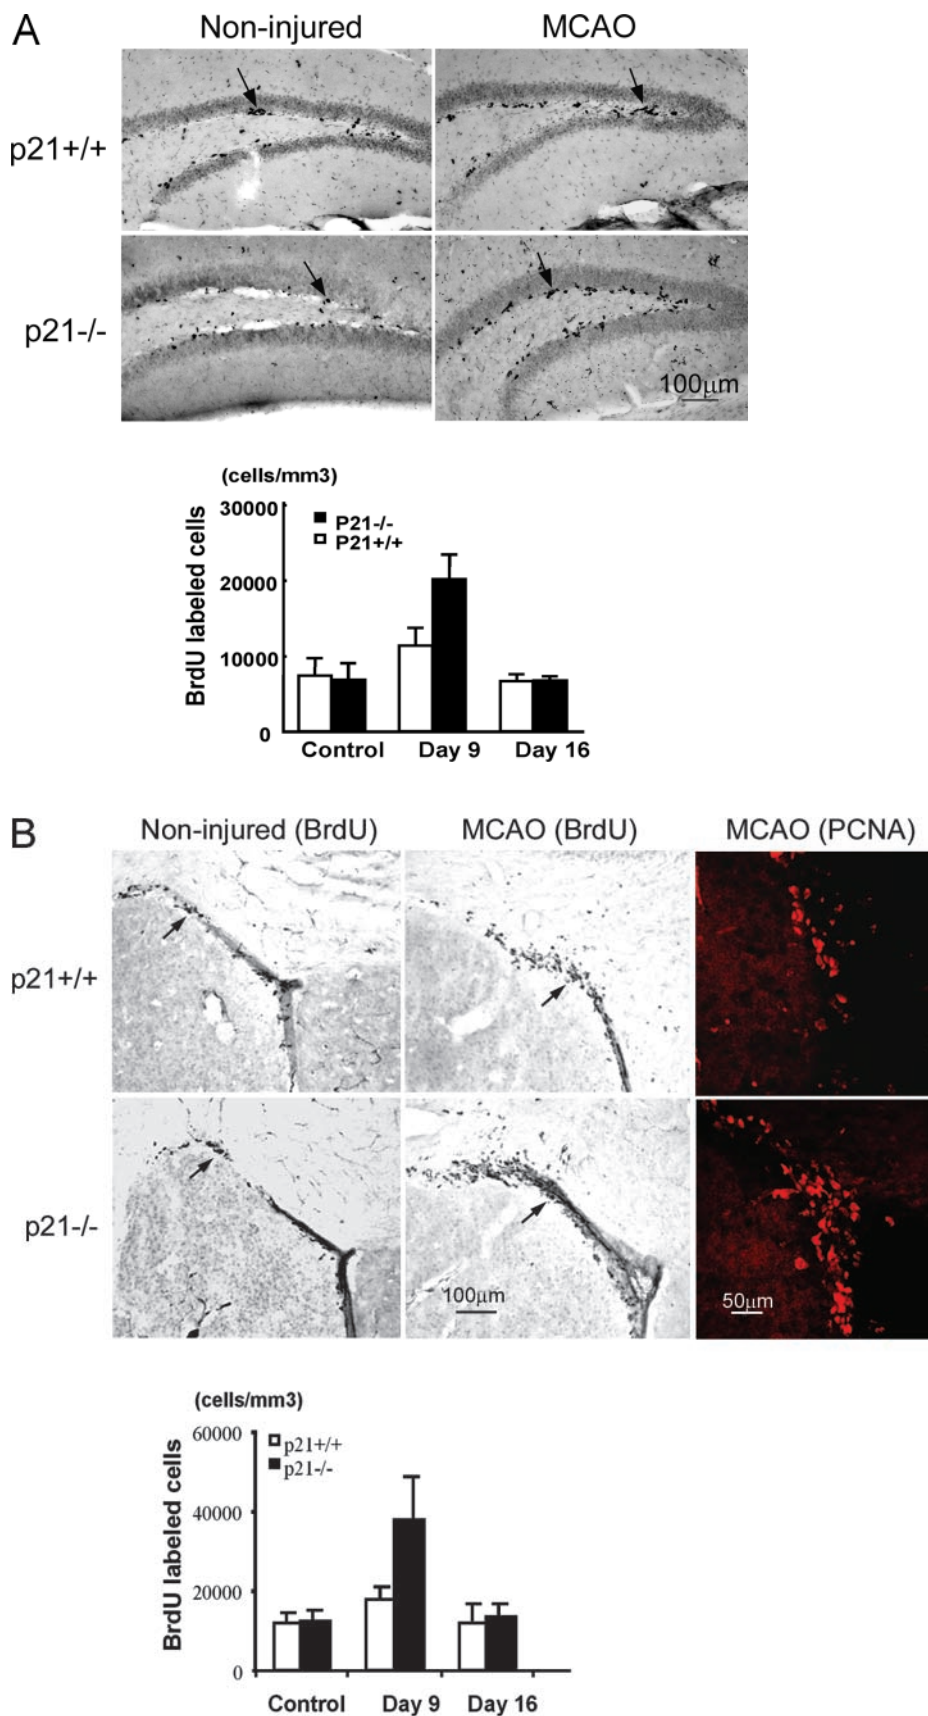 A
Non-injured MCAO
p21+/+
p21-/-
100μm
(cells/mm3)
BrdU labeled cells
30000
20000
10000
0
P21-/-
P21+/+
Control Day 9 Day 16
B
Non-injured (BrdU) MCAO (BrdU) MCAO (PCNA)
p21+/+
p21-/-
100μm 50μm
(cells/mm3)
BrdU labeled cells
60000
40000
20000
0
p21+/+
p21-/-
Control Day 9 Day 16